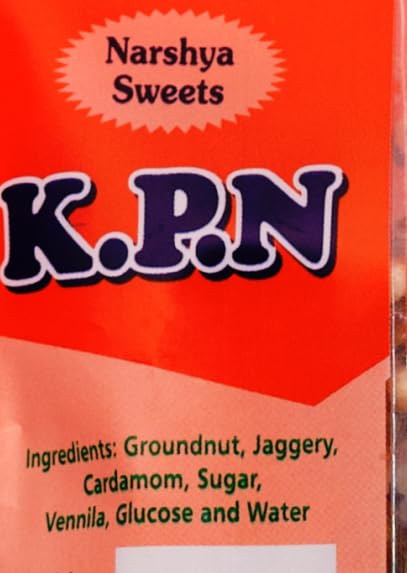 Narshya
Sweets
K.P.N
Ingredients: Groundnut, Jaggery,
Cardamom, Sugar,
Vennila, Glucose and Water